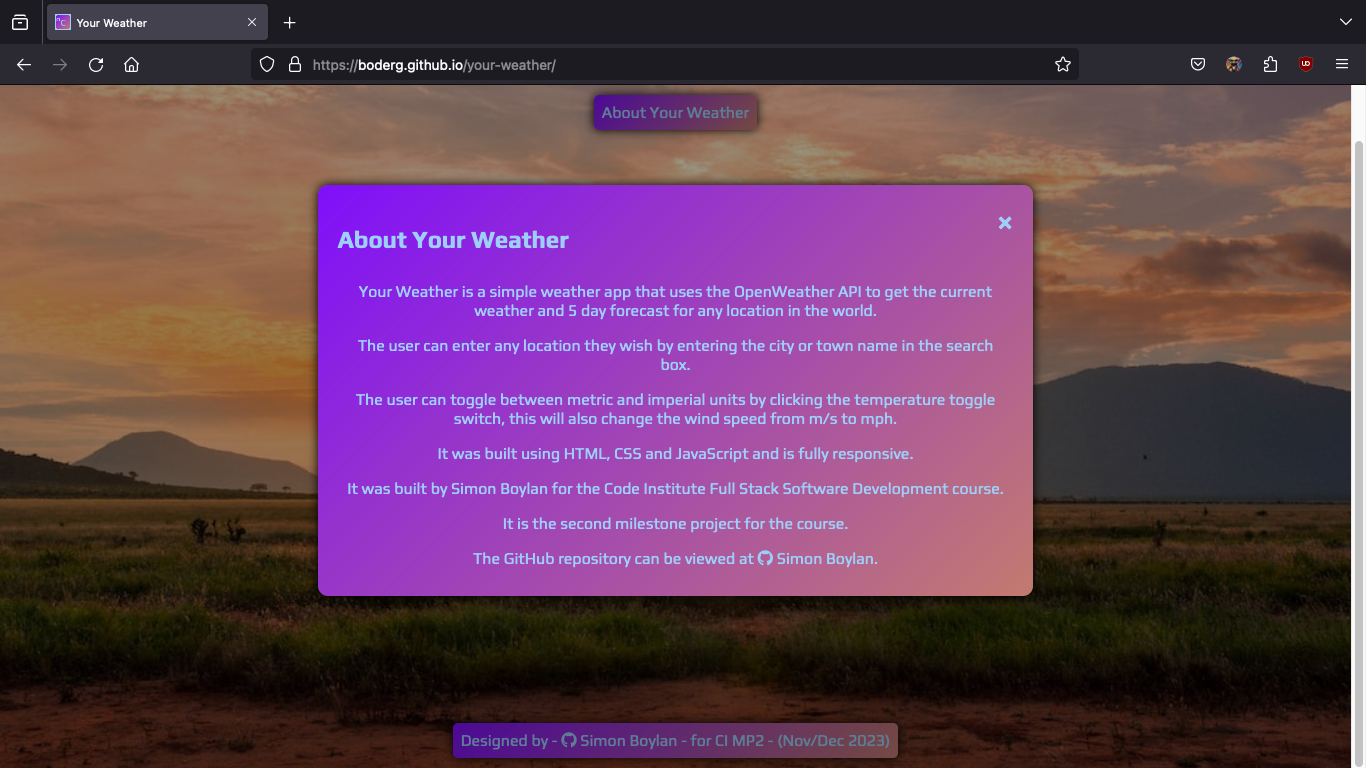 Your Weather
https://boderg.github.io/your-weather/
About Your Weather
About Your Weather
Your Weather is a simple weather app that uses the OpenWeather API to get the current
weather and 5 day forecast for any location in the world.
The user can enter any location they wish by entering the city or town name in the search
box.
The user can toggle between metric and imperial units by clicking the temperature toggle
switch, this will also change the wind speed from m/s to mph.
It was built using HTML, CSS and JavaScript and is fully responsive.
It was built by Simon Boylan for the Code Institute Full Stack Software Development course.
It is the second milestone project for the course.
The GitHub repository can be viewed at Simon Boylan.
Designed by - Simon Boylan - for CI MP2 - (Nov/Dec 2023)